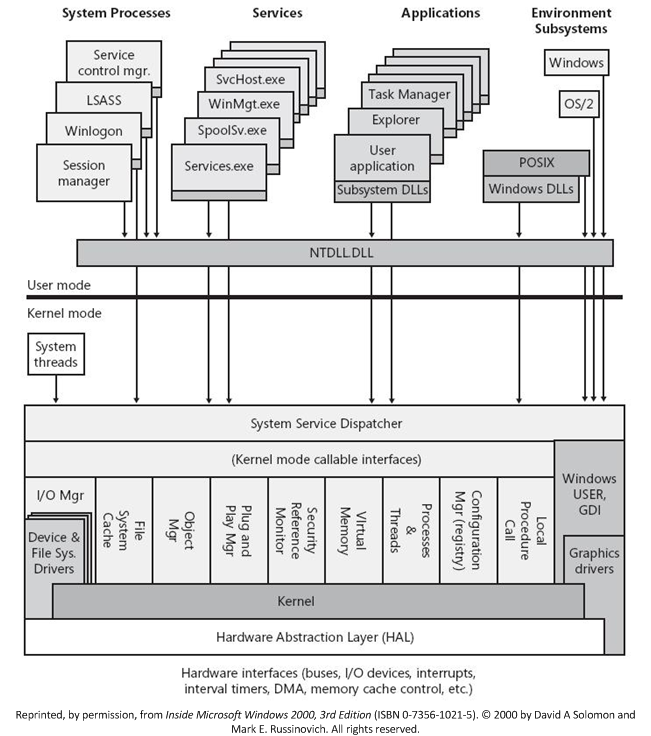 System Processes
Services
Applications
Environment
Subsystems
Service
control mgr.
LSASS
Winlogon
Session
manager
SvcHost.exe
WinMgt.exe
SpoolSv.exe
Services.exe
Task Manager
Explorer
User
application
Subsystem DLLs
Windows
OS/2
POSIX
Windows DLLs
NTDLL.DLL
User mode
Kernel mode
System
threads
System Service Dispatcher
(Kernel mode callable interfaces)
I/O Mgr
Device &
File Sys.
Drivers
File
System
Cache
Object
Mgr
Plug and
Play Mgr
Security
Reference
Monitor
VIrtual
Memory
Processes
&
Threads
Configuration
Mgr (registry)
Local
Procedure
Call
Windows
USER,
GDI
Graphics
drivers
Kernel
Hardware Abstraction Layer (HAL)
Hardware interfaces (buses, I/O devices, interrupts,
interval timers, DMA, memory cache control, etc.)
Reprinted, by permission, from Inside Microsoft Windows 2000, 3rd Edition (ISBN 0-7356-1021-5). © 2000 by David A Solomon and
Mark E. Russinovich. All rights reserved.